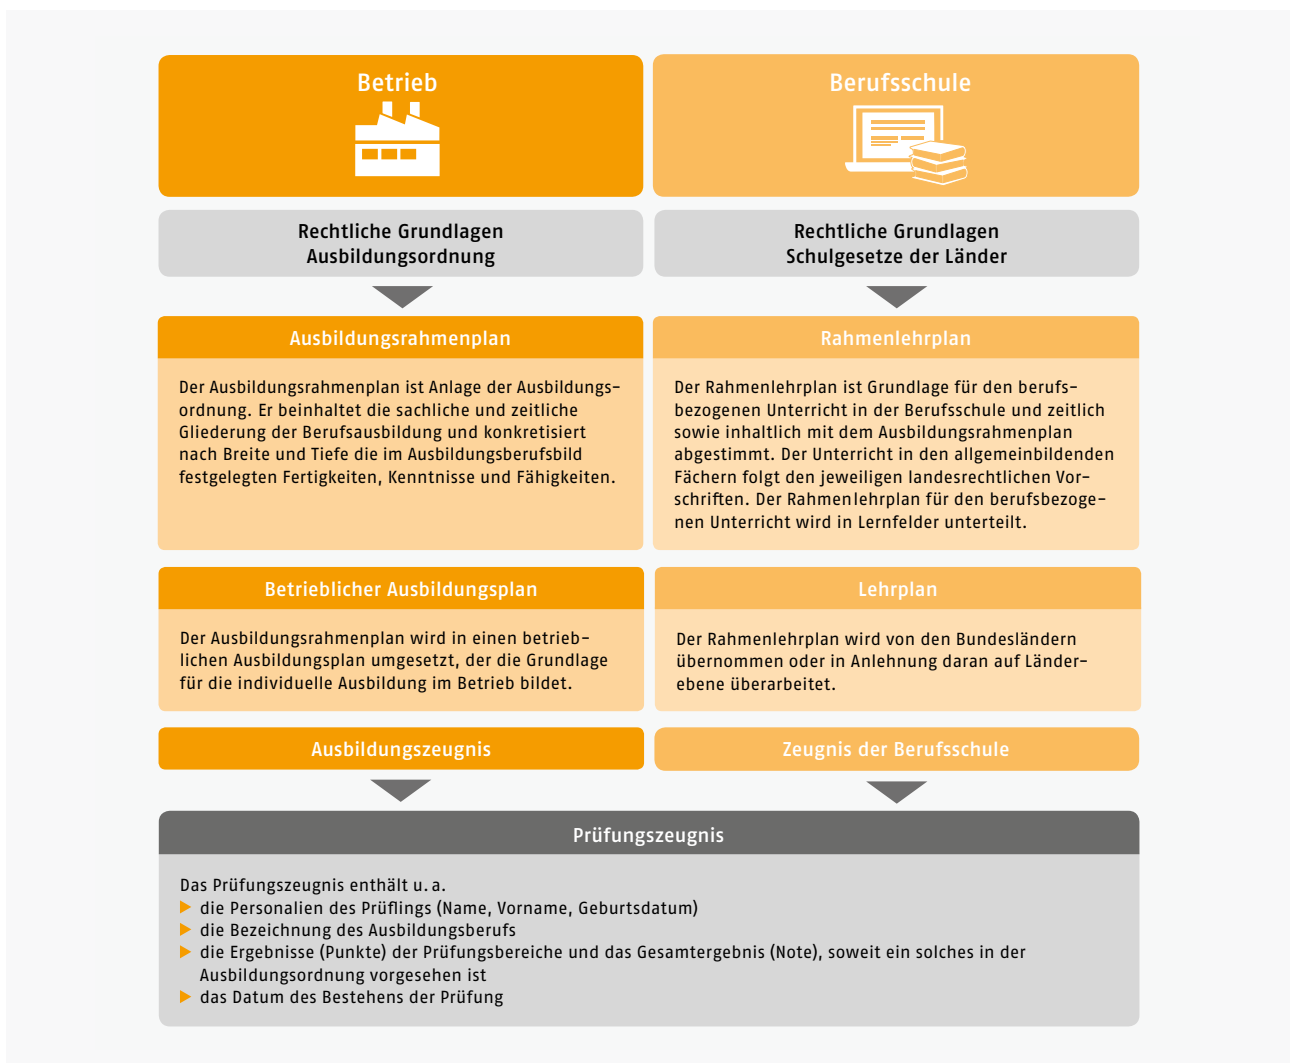 Betrieb
Berufsschule
Rechtliche Grundlagen
Ausbildungsordnung
Rechtliche Grundlagen
Schulgesetze der Länder
Ausbildungsrahmenplan
Der Ausbildungsrahmenplan ist Anlage der Ausbildungs-
ordnung. Er beinhaltet die sachliche und zeitliche
Gliederung der Berufsausbildung und konkretisiert
nach Breite und Tiefe die im Ausbildungsberufsbild
festgelegten Fertigkeiten, Kenntnisse und Fähigkeiten.
Rahmenlehrplan
Der Rahmenlehrplan ist Grundlage für den berufs-
bezogenen Unterricht in der Berufsschule und zeitlich
sowie inhaltlich mit dem Ausbildungsrahmenplan
abgestimmt. Der Unterricht in den allgemeinbildenden
Fächern folgt den jeweiligen landesrechtlichen Vor-
schriften. Der Rahmenlehrplan für den berufsbezoge-
nen Unterricht wird in Lernfelder unterteilt.
Betrieblicher Ausbildungsplan
Der Ausbildungsrahmenplan wird in einen betrieb-
lichen Ausbildungsplan umgesetzt, der die Grundlage
für die individuelle Ausbildung im Betrieb bildet.
Lehrplan
Der Rahmenlehrplan wird von den Bundesländern
übernommen oder in Anlehnung daran auf Länder-
ebene überarbeitet.
Ausbildungszeugnis
Zeugnis der Berufsschule
Prüfungszeugnis
Das Prüfungszeugnis enthält u. a.
die Personalien des Prüflings (Name, Vorname, Geburtsdatum)
die Bezeichnung des Ausbildungsberufs
die Ergebnisse (Punkte) der Prüfungsbereiche und das Gesamtergebnis (Note), soweit ein solches in der
Ausbildungsordnung vorgesehen ist
das Datum des Bestehens der Prüfung